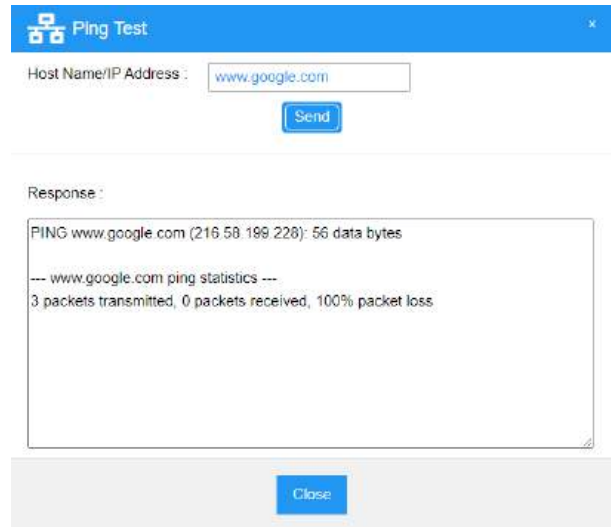 Ping Test
×
Host Name/IP Address :
www.google.com
Send
Response :
PING www.google.com (216.58.199.228): 56 data bytes
--- www.google.com ping statistics ---
3 packets transmitted, 0 packets received, 100% packet loss
Close